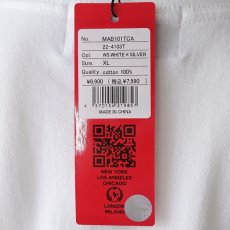 No. MAB101TCA
22-4103T
Col. WS WHITE × SILVER
Size. XL
Quality. cotton 100%
¥6,900 ( 税込 ¥7,590 )
MADE IN CHINA
NEW YORK
LOS ANGELES
CHICAGO
LONDON
MILANO